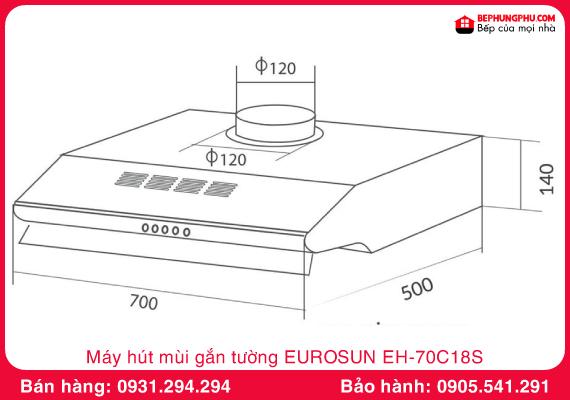 BEPHUNGPHU.COM
Bếp của mọi nhà
ϕ120
ϕ120
140
500
700
Máy hút mùi gắn tường EUROSUN EH-70C18S
Bán hàng: 0931.294.294
Bảo hành: 0905.541.291